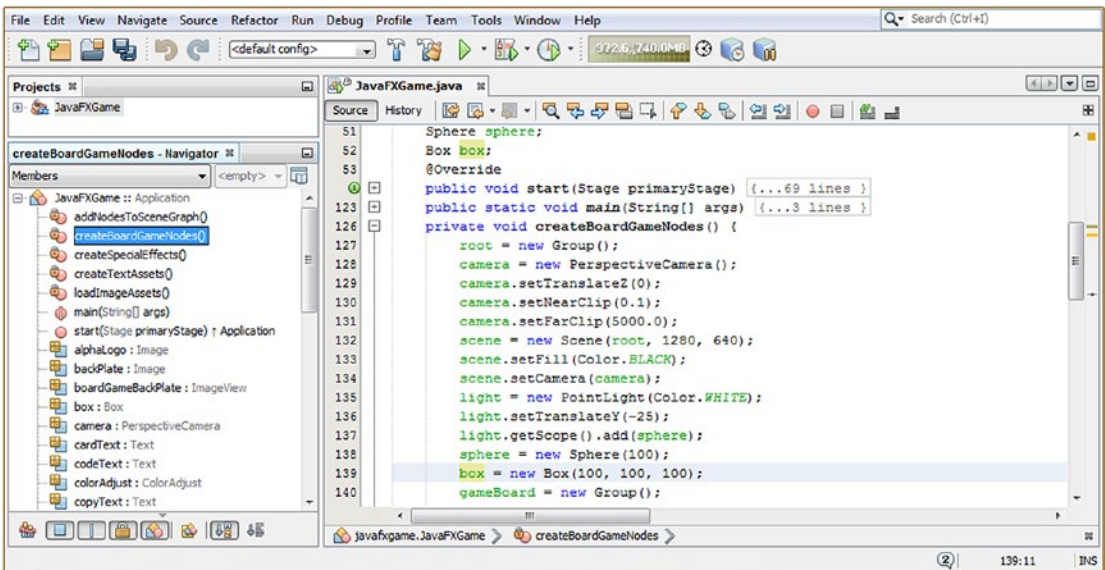 File Edit View Navigate Source Refactor Run Debug Profile Team Tools Window Help
Search (Ctrl+I)
<default config>
372.6/740.0MB
Projects
JavaFXGame
createBoardGameNodes - Navigator
Members
<empty>
JavaFXGame :: Application
addNodesToSceneGraph()
createBoardGameNodes()
createSpecialEffects()
createTextAssets()
loadImageAssets()
main(String[] args)
start(Stage primaryStage) ↑ Application
alphaLogo : Image
backPlate : Image
boardGameBackPlate : ImageView
box : Box
camera : PerspectiveCamera
cardText : Text
codeText : Text
colorAdjust : ColorAdjust
copyText : Text
JavaFXGame.java
Source History
51 Sphere sphere;
52 Box box;
53 @Override
public void start(Stage primaryStage) {...69 lines }
123 public static void main(String[] args) {...3 lines }
126 private void createBoardGameNodes() {
127 root = new Group();
128 camera = new PerspectiveCamera();
129 camera.setTranslateZ(0);
130 camera.setNearClip(0.1);
131 camera.setFarClip(5000.0);
132 scene = new Scene(root, 1280, 640);
133 scene.setFill(Color.BLACK);
134 scene.setCamera(camera);
135 light = new PointLight(Color.WHITE);
136 light.setTranslateY(-25);
137 light.getScope().add(sphere);
138 sphere = new Sphere(100);
139 box = new Box(100, 100, 100);
140 gameBoard = new Group();
javafxgame.JavaFXGame
createBoardGameNodes
2
139:11
INS